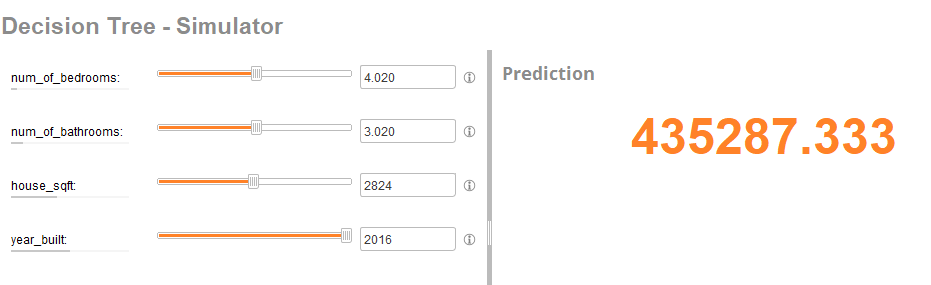 Decision Tree - Simulator
num_of_bedrooms: 4.020
num_of_bathrooms: 3.020
house_sqft: 2824
year_built: 2016
Prediction
435287.333